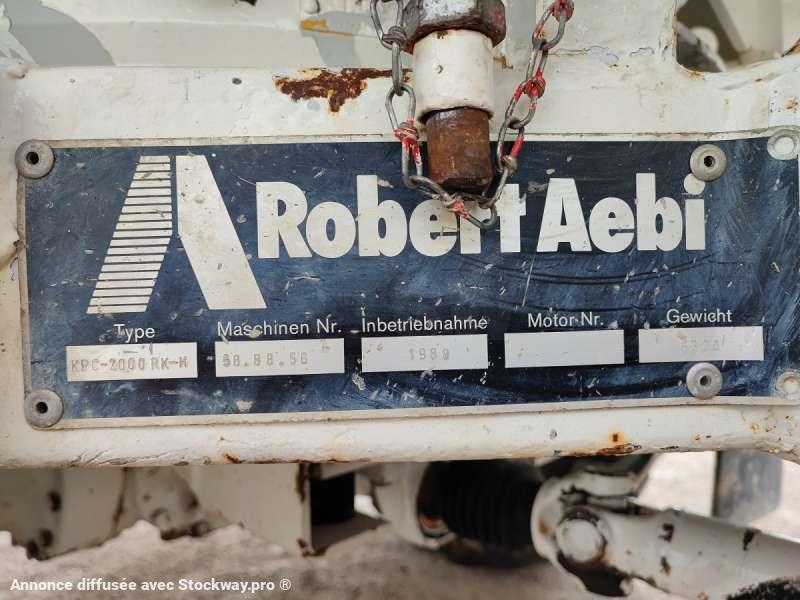 Robert Aebi
Type Maschinen Nr. Inbetriebnahme Motor Nr. Gewicht
KPC-2000 RK-H 58.88.56 1989
Annonce diffusée avec Stockway.pro ®